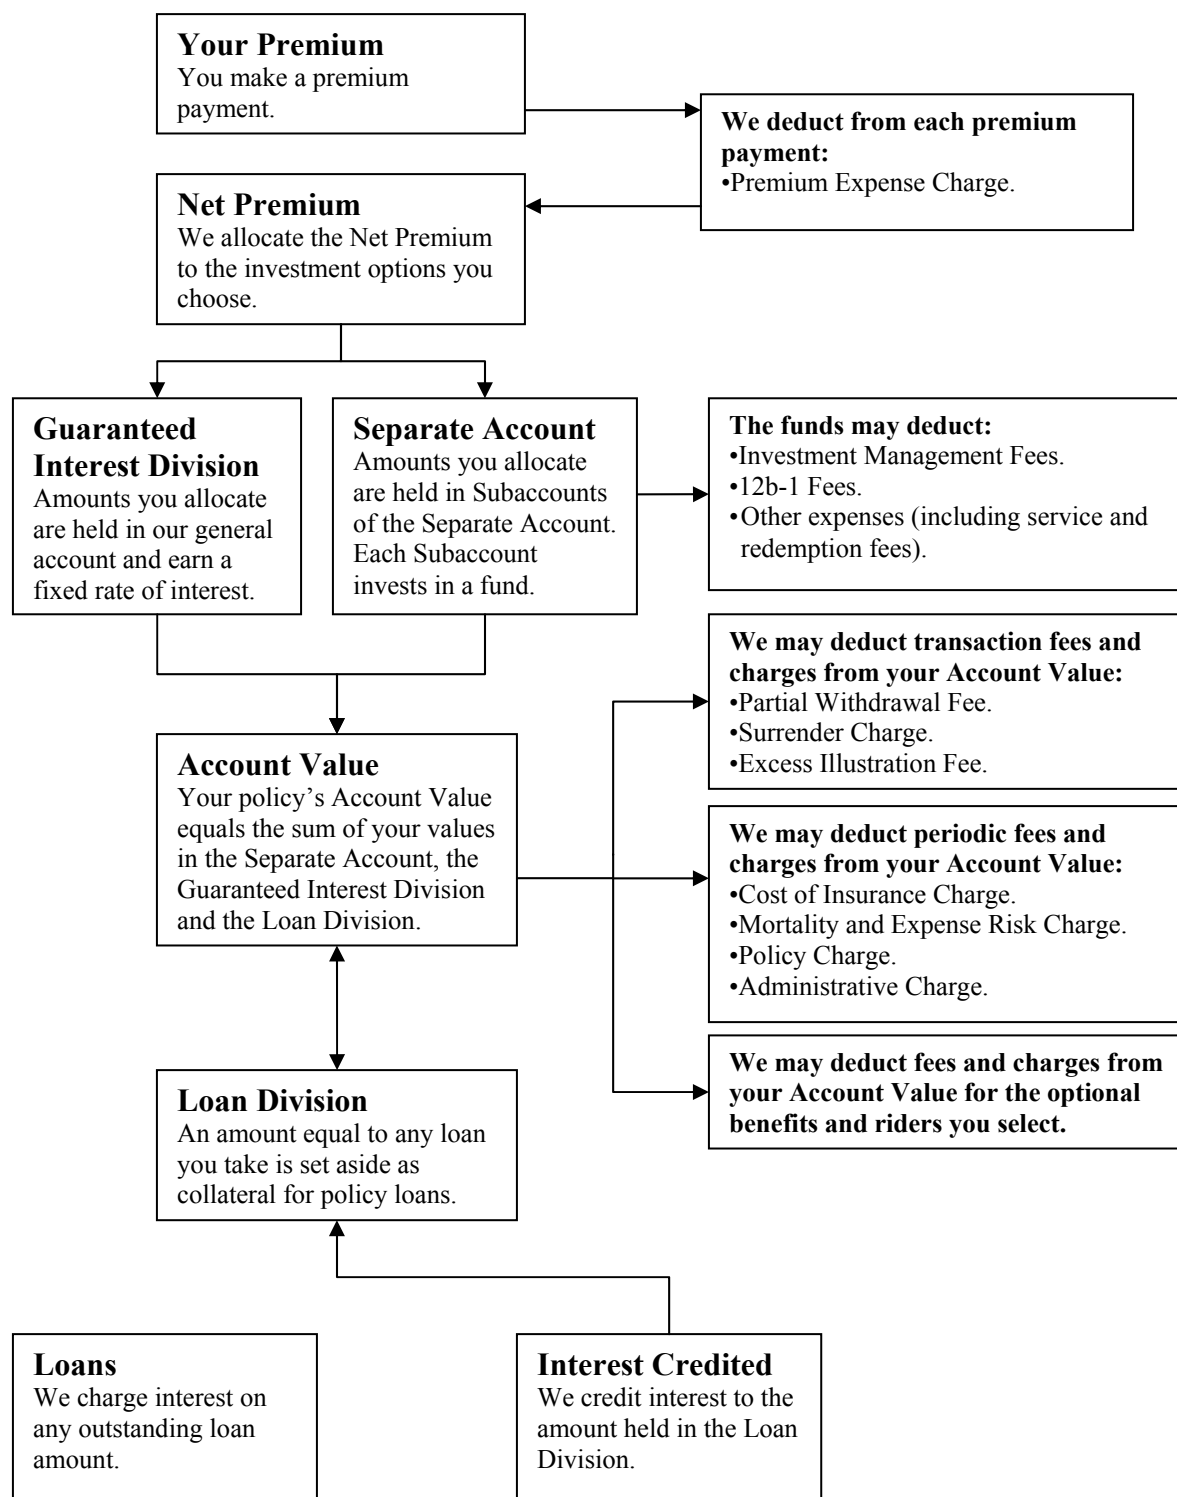 Your Premium
You make a premium
payment.
We deduct from each premium
payment:
•Premium Expense Charge.
Net Premium
We allocate the Net Premium
to the investment options you
choose.
Guaranteed
Interest Division
Amounts you allocate
are held in our general
account and earn a
fixed rate of interest.
Separate Account
Amounts you allocate
are held in Subaccounts
of the Separate Account.
Each Subaccount
invests in a fund.
The funds may deduct:
•Investment Management Fees.
•12b-1 Fees.
•Other expenses (including service and
redemption fees).
We may deduct transaction fees and
charges from your Account Value:
•Partial Withdrawal Fee.
•Surrender Charge.
•Excess Illustration Fee.
Account Value
Your policy’s Account Value
equals the sum of your values
in the Separate Account, the
Guaranteed Interest Division
and the Loan Division.
We may deduct periodic fees and
charges from your Account Value:
•Cost of Insurance Charge.
•Mortality and Expense Risk Charge.
•Policy Charge.
•Administrative Charge.
We may deduct fees and charges from
your Account Value for the optional
benefits and riders you select.
Loan Division
An amount equal to any loan
you take is set aside as
collateral for policy loans.
Loans
We charge interest on
any outstanding loan
amount.
Interest Credited
We credit interest to the
amount held in the Loan
Division.